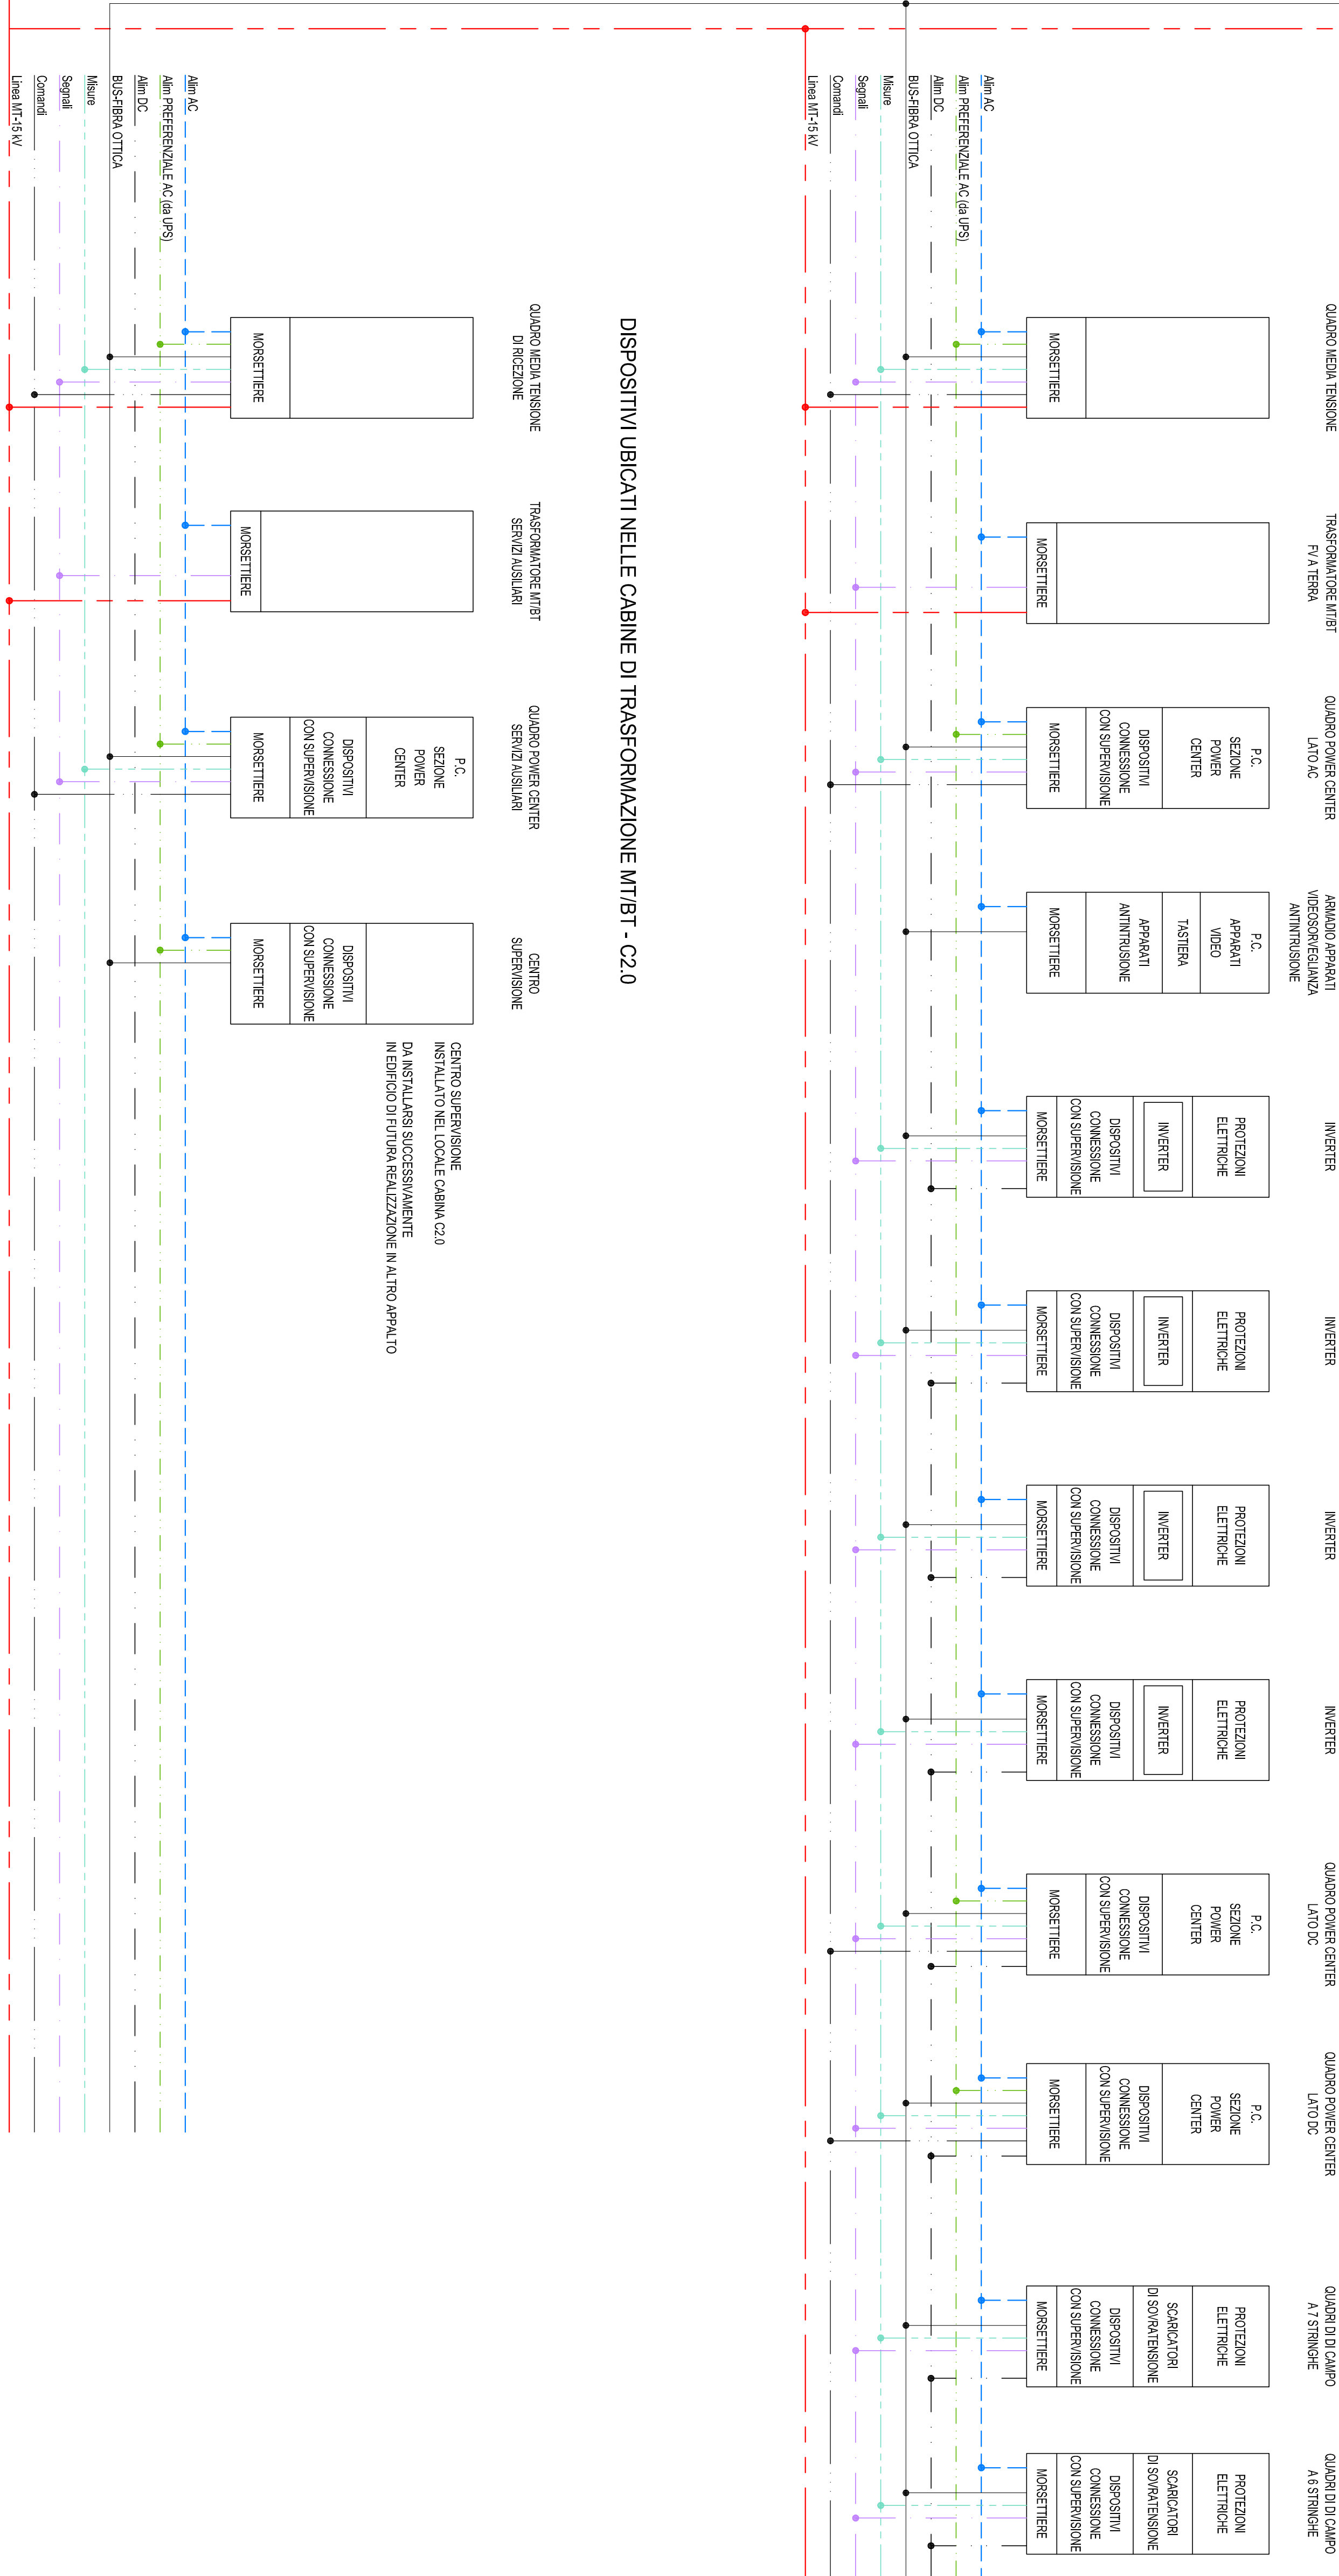 QUADRO MEDIA TENSIONE
TRASFORMATORE MT/BT
FV A TERRA
QUADRO POWER CENTER
LATO AC
ARMADIO APPARATI
VIDEOSORVEGLIANZA
ANTINTRUSIONE
INVERTER
INVERTER
INVERTER
INVERTER
QUADRO POWER CENTER
LATO DC
QUADRO POWER CENTER
LATO DC
QUADRI DI DI CAMPO
A 7 STRINGHE
QUADRI DI DI CAMPO
A 6 STRINGHE
MORSETTIERE
MORSETTIERE
P.C.
SEZIONE
POWER
CENTER
DISPOSITIVI
CONNESSIONE
CON SUPERVISIONE
MORSETTIERE
P.C.
APPARATI
VIDEO
TASTIERA
APPARATI
ANTINTRUSIONE
MORSETTIERE
PROTEZIONI
ELETTRICHE
INVERTER
DISPOSITIVI
CONNESSIONE
CON SUPERVISIONE
MORSETTIERE
PROTEZIONI
ELETTRICHE
INVERTER
DISPOSITIVI
CONNESSIONE
CON SUPERVISIONE
MORSETTIERE
PROTEZIONI
ELETTRICHE
INVERTER
DISPOSITIVI
CONNESSIONE
CON SUPERVISIONE
MORSETTIERE
PROTEZIONI
ELETTRICHE
INVERTER
DISPOSITIVI
CONNESSIONE
CON SUPERVISIONE
MORSETTIERE
P.C.
SEZIONE
POWER
CENTER
DISPOSITIVI
CONNESSIONE
CON SUPERVISIONE
MORSETTIERE
P.C.
SEZIONE
POWER
CENTER
DISPOSITIVI
CONNESSIONE
CON SUPERVISIONE
MORSETTIERE
PROTEZIONI
ELETTRICHE
SCARICATORI
DI SOVRATENSIONE
DISPOSITIVI
CONNESSIONE
CON SUPERVISIONE
MORSETTIERE
PROTEZIONI
ELETTRICHE
SCARICATORI
DI SOVRATENSIONE
DISPOSITIVI
CONNESSIONE
CON SUPERVISIONE
MORSETTIERE
Alim AC
Alim PREFERENZIALE AC (da UPS)
Alim DC
BUS-FIBRA OTTICA
Misure
Segnali
Comandi
Linea MT-15 kV
DISPOSITIVI UBICATI NELLE CABINE DI TRASFORMAZIONE MT/BT - C2.0
QUADRO MEDIA TENSIONE
DI RICEZIONE
TRASFORMATORE MT/BT
SERVIZI AUSILIARI
QUADRO POWER CENTER
SERVIZI AUSILIARI
CENTRO
SUPERVISIONE
MORSETTIERE
MORSETTIERE
P.C.
SEZIONE
POWER
CENTER
DISPOSITIVI
CONNESSIONE
CON SUPERVISIONE
MORSETTIERE
DISPOSITIVI
CONNESSIONE
CON SUPERVISIONE
MORSETTIERE
CENTRO SUPERVISIONE
INSTALLATO NEL LOCALE CABINA C2.0
DA INSTALLARSI SUCCESSIVAMENTE
IN EDIFICIO DI FUTURA REALIZZAZIONE IN ALTRO APPALTO
Alim AC
Alim PREFERENZIALE AC (da UPS)
Alim DC
BUS-FIBRA OTTICA
Misure
Segnali
Comandi
Linea MT-15 kV